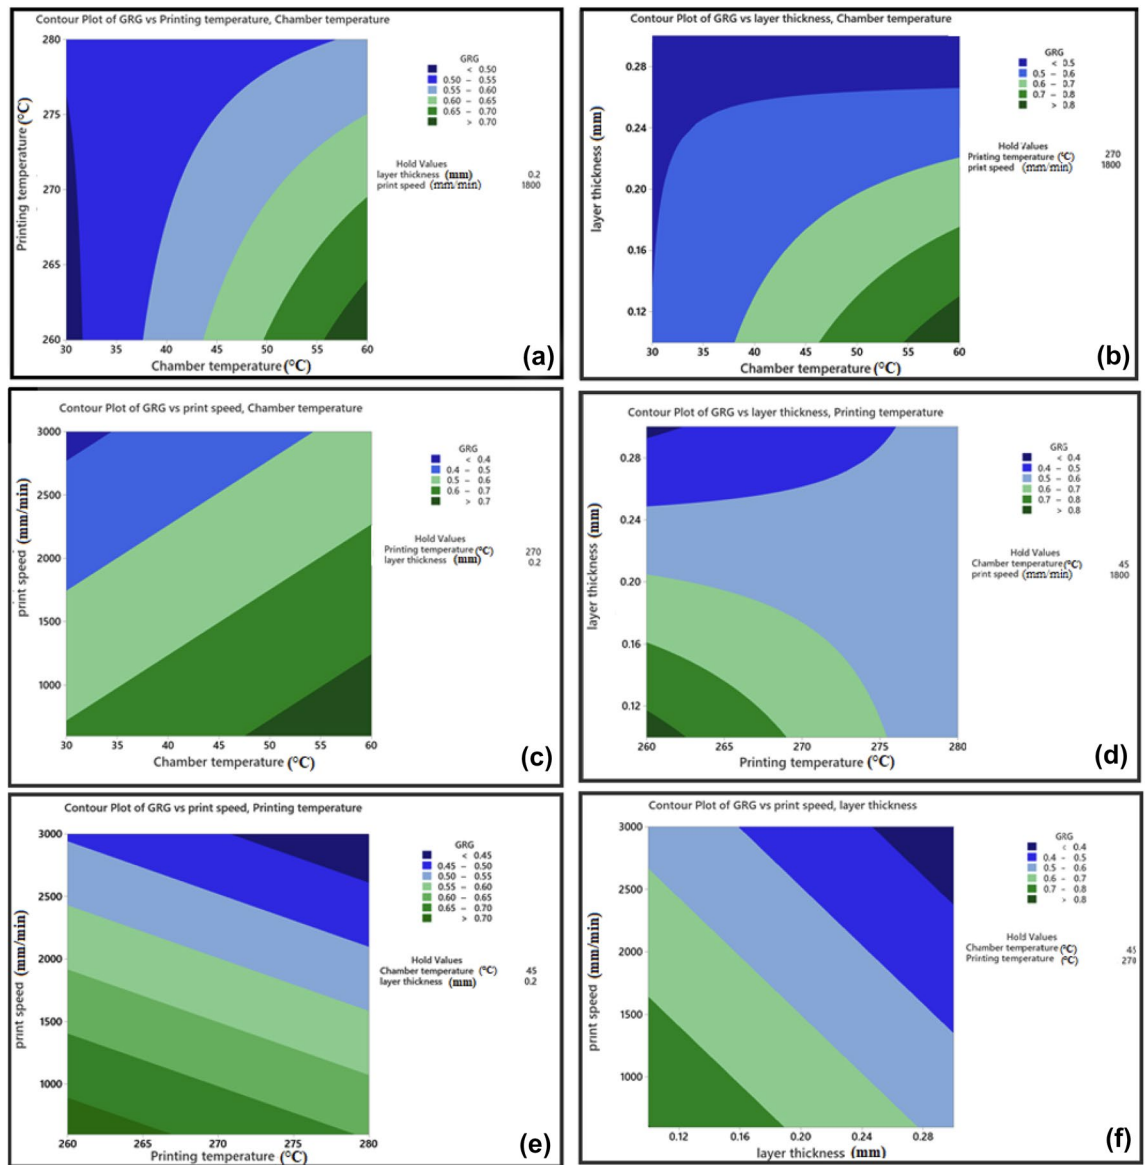 Contour Plot of GRG vs Printing temperature, Chamber temperature
GRG
< 0.50
0.50 – 0.55
0.55 – 0.60
0.60 – 0.65
0.65 – 0.70
> 0.70
Hold Values
layer thickness (mm) 0.2
print speed (mm/min) 1800
Printing temperature (°C)
280
275
270
265
260
30 35 40 45 50 55 60
Chamber temperature (°C)
(a)
Contour Plot of GRG vs layer thickness, Chamber temperature
GRG
< 0.5
0.5 – 0.6
0.6 – 0.7
0.7 – 0.8
> 0.8
Hold Values
Printing temperature (°C) 270
print speed (mm/min) 1800
layer thickness (mm)
0.28
0.24
0.20
0.16
0.12
30 35 40 45 50 55 60
Chamber temperature (°C)
(b)
Contour Plot of GRG vs print speed, Chamber temperature
GRG
< 0.4
0.4 – 0.5
0.5 – 0.6
0.6 – 0.7
> 0.7
Hold Values
Printing temperature (°C) 270
layer thickness (mm) 0.2
print speed (mm/min)
3000
2500
2000
1500
1000
30 35 40 45 50 55 60
Chamber temperature (°C)
(c)
Contour Plot of GRG vs layer thickness, Printing temperature
GRG
< 0.4
0.4 – 0.5
0.5 – 0.6
0.6 – 0.7
0.7 – 0.8
> 0.8
Hold Values
Chamber temperature (°C) 45
print speed (mm/min) 1800
layer thickness (mm)
0.28
0.24
0.20
0.16
0.12
260 265 270 275 280
Printing temperature (°C)
(d)
Contour Plot of GRG vs print speed, Printing temperature
GRG
< 0.45
0.45 – 0.50
0.50 – 0.55
0.55 – 0.60
0.60 – 0.65
0.65 – 0.70
> 0.70
Hold Values
Chamber temperature (°C) 45
layer thickness (mm) 0.2
print speed (mm/min)
3000
2500
2000
1500
1000
260 265 270 275 280
Printing temperature (°C)
(e)
Contour Plot of GRG vs print speed, layer thickness
GRG
< 0.4
0.4 – 0.5
0.5 – 0.6
0.6 – 0.7
0.7 – 0.8
> 0.8
Hold Values
Chamber temperature (°C) 45
Printing temperature (°C) 270
print speed (mm/min)
3000
2500
2000
1500
1000
0.12 0.16 0.20 0.24 0.28
layer thickness (mm)
(f)